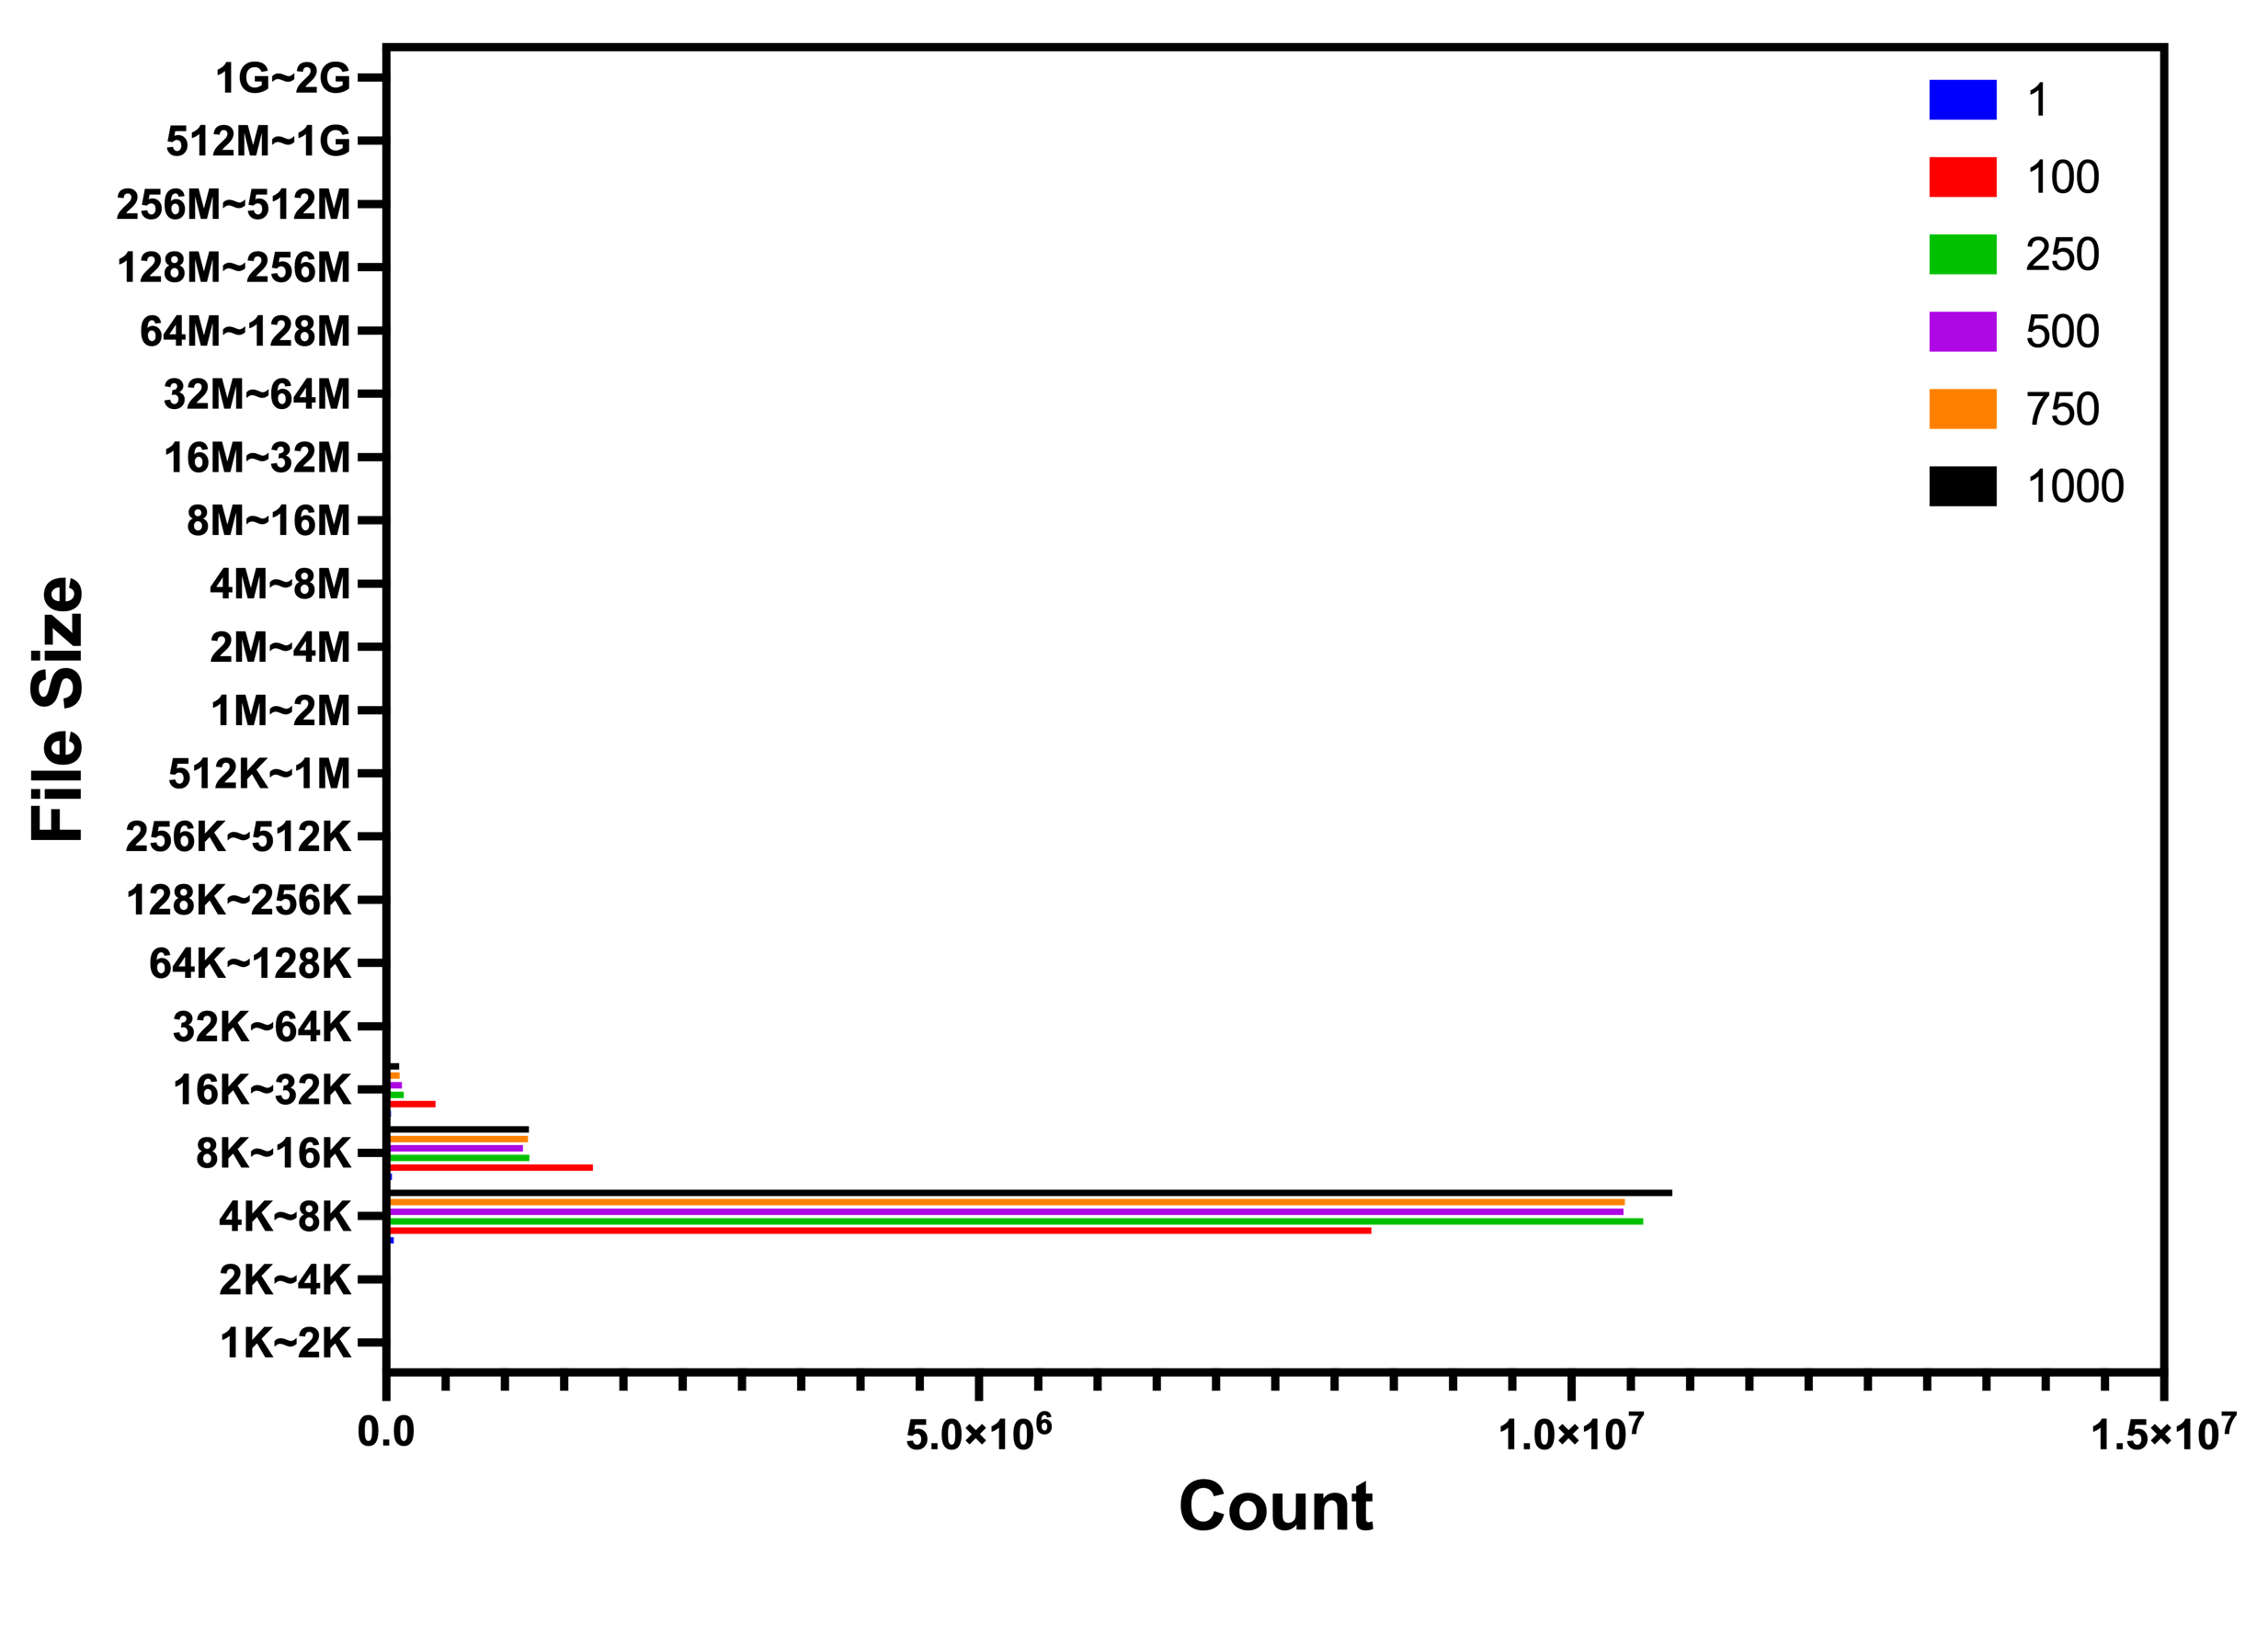 1G~2G
512M~1G
256M~512M
128M~256M
64M~128M
32M~64M
16M~32M
8M~16M
4M~8M
2M~4M
1M~2M
512K~1M
256K~512K
128K~256K
64K~128K
32K~64K
16K~32K
8K~16K
4K~8K
2K~4K
1K~2K
File Size
0.0
5.0×10⁶
1.0×10⁷
1.5×10⁷
Count
1
100
250
500
750
1000